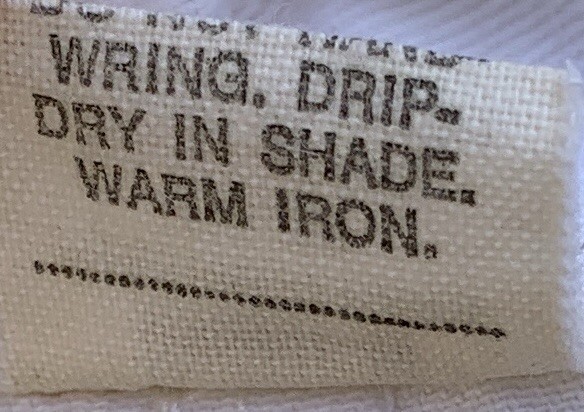 WRING. DRIP-
DRY IN SHADE.
WARM IRON.